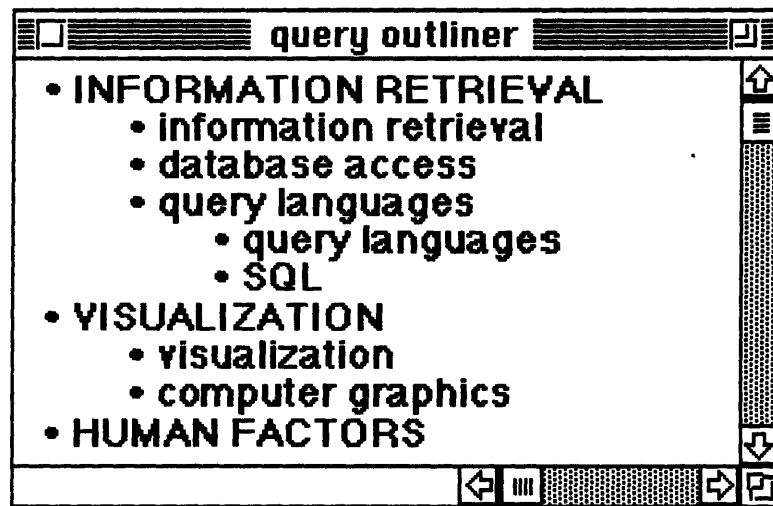 query outliner
• INFORMATION RETRIEVAL
• information retrieval
• database access
• query languages
• query languages
• SQL
• VISUALIZATION
• visualization
• computer graphics
• HUMAN FACTORS